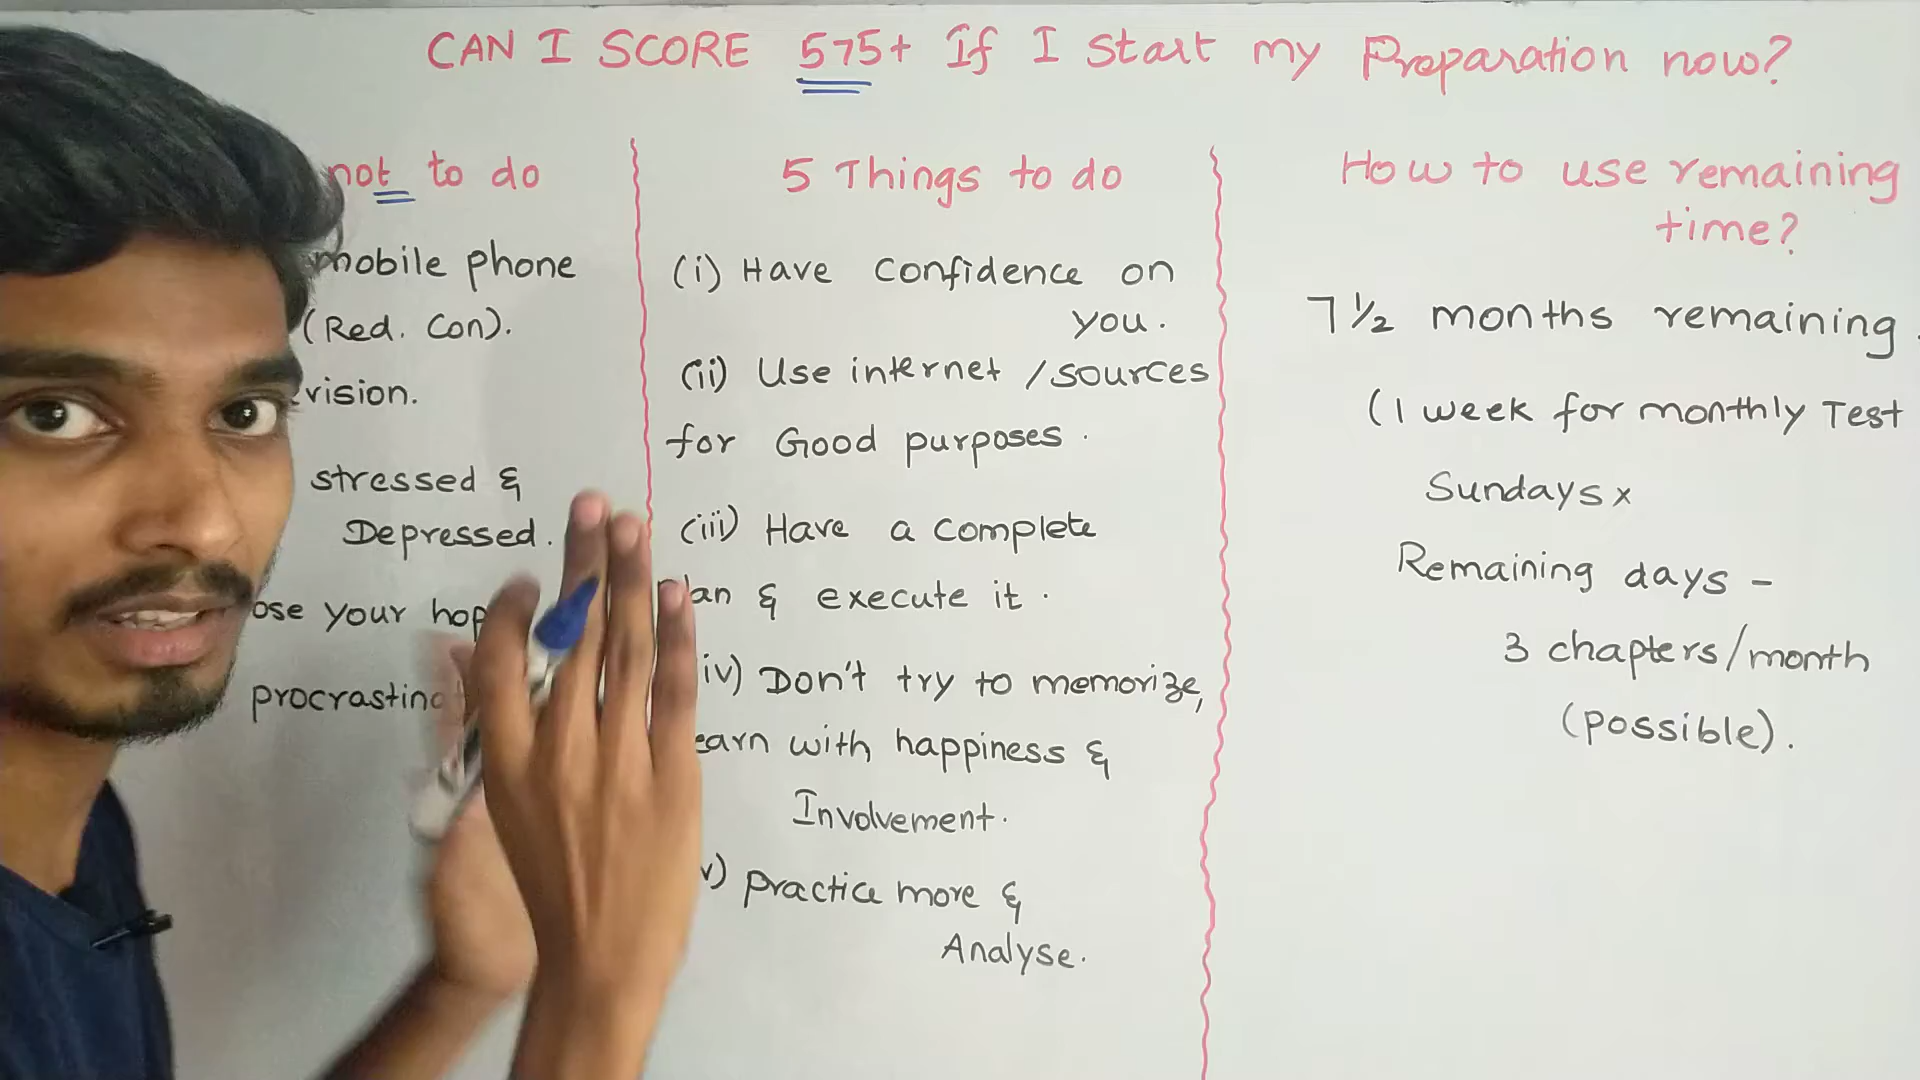 CAN I SCORE 575+ If I Start my Preparation now?
not to do
mobile phone
(Red. Con).
vision.
stressed &
Depressed.
ose your hop
procrastina
5 Things to do
(i) Have confidence on
you.
(ii) Use internet / sources
for Good purposes.
(iii) Have a complete
plan & execute it.
iv) Don't try to memorize,
earn with happiness &
Involvement.
v) practice more &
Analyse.
How to use remaining
time?
7 1/2 months remaining.
(1 week for monthly Test
Sundays x
Remaining days -
3 chapters/month
(possible).